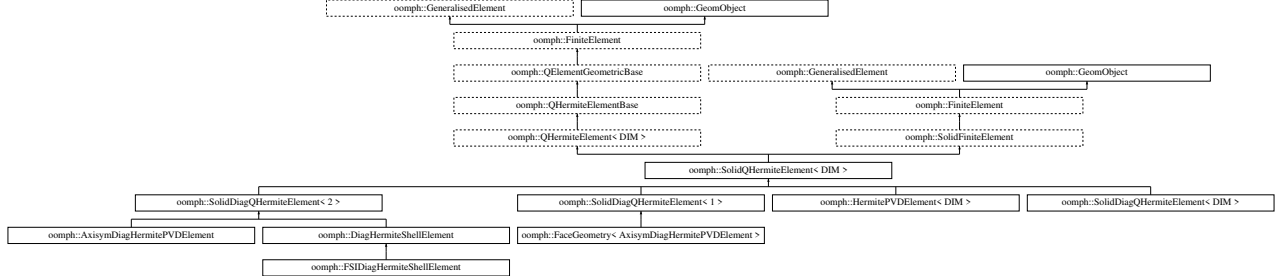 oomph::GeneralisedElement
oomph::GeomObject
oomph::FiniteElement
oomph::QElementGeometricBase
oomph::GeneralisedElement
oomph::GeomObject
oomph::QHermiteElementBase
oomph::FiniteElement
oomph::QHermiteElement< DIM >
oomph::SolidFiniteElement
oomph::SolidQHermiteElement< DIM >
oomph::SolidDiagQHermiteElement< 2 >
oomph::SolidDiagQHermiteElement< 1 >
oomph::HermitePVDElement< DIM >
oomph::SolidDiagQHermiteElement< DIM >
oomph::AxisymDiagHermitePVDElement
oomph::DiagHermiteShellElement
oomph::FaceGeometry< AxisymDiagHermitePVDElement >
oomph::FSIDiagHermiteShellElement